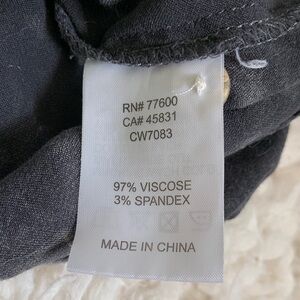 RN# 77600
CA# 45831
CW7083
97% VISCOSE
3% SPANDEX
MADE IN CHINA